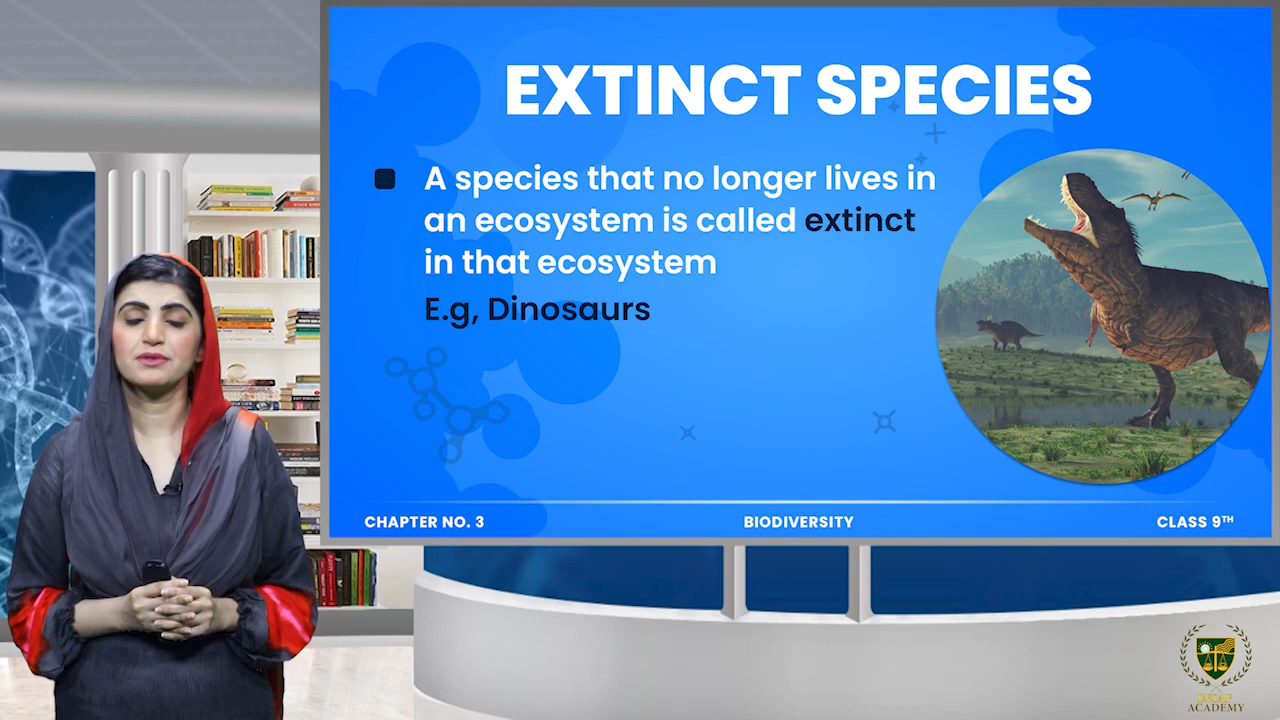 EXTINCT SPECIES
A species that no longer lives in
an ecosystem is called extinct
in that ecosystem
E.g, Dinosaurs
CHAPTER NO. 3
BIODIVERSITY
CLASS 9TH
ACADEMY